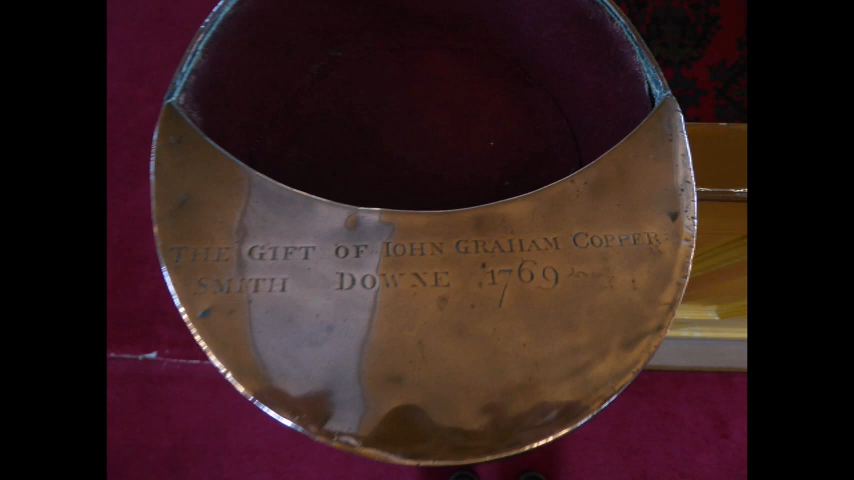 THE GIFT OF IOHN GRAHAM COPPER
SMITH DOWNE 1769